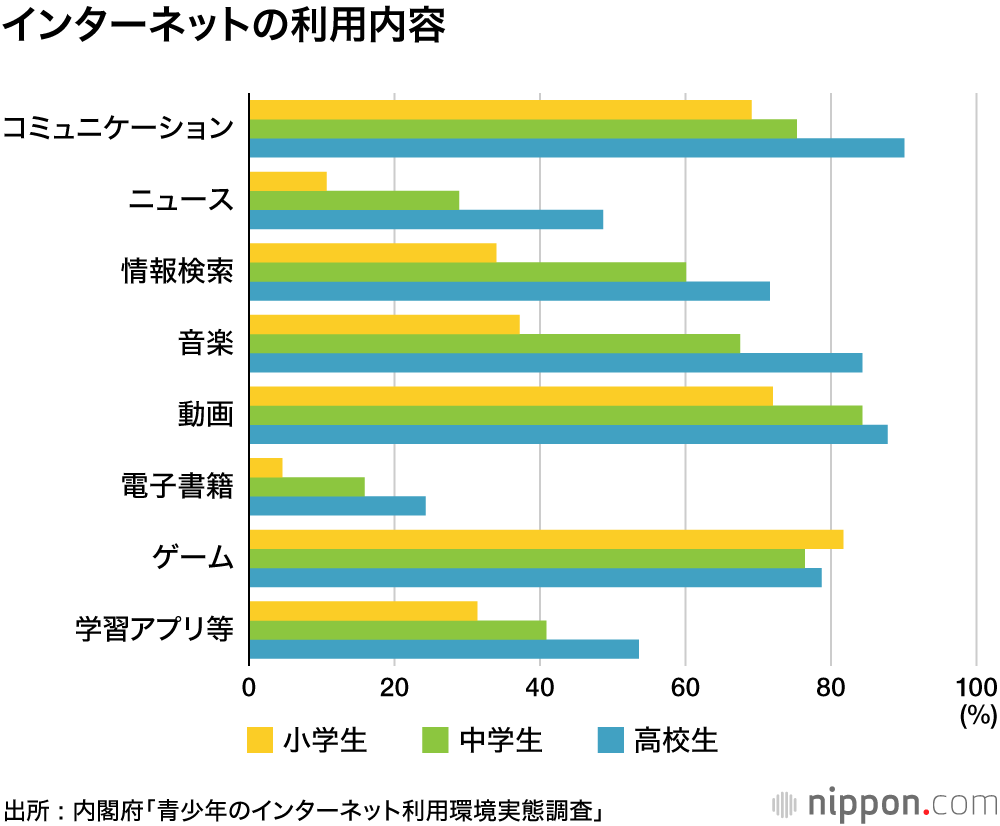 インターネットの利用内容
コミュニケーション
ニュース
情報検索
音楽
動画
電子書籍
ゲーム
学習アプリ等
0 20 40 60 80 100
(%)
小学生 中学生 高校生
出所：内閣府「青少年のインターネット利用環境実態調査」
nippon.com